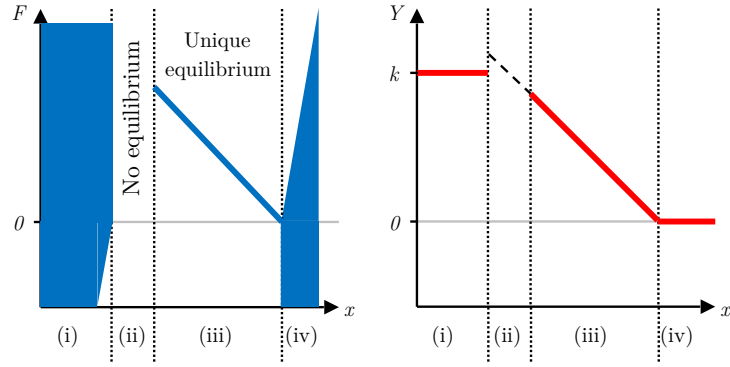 F
Unique
equilibrium
No equilibrium
0
x
(i)
(ii)
(iii)
(iv)
Y
k
0
x
(i)
(ii)
(iii)
(iv)